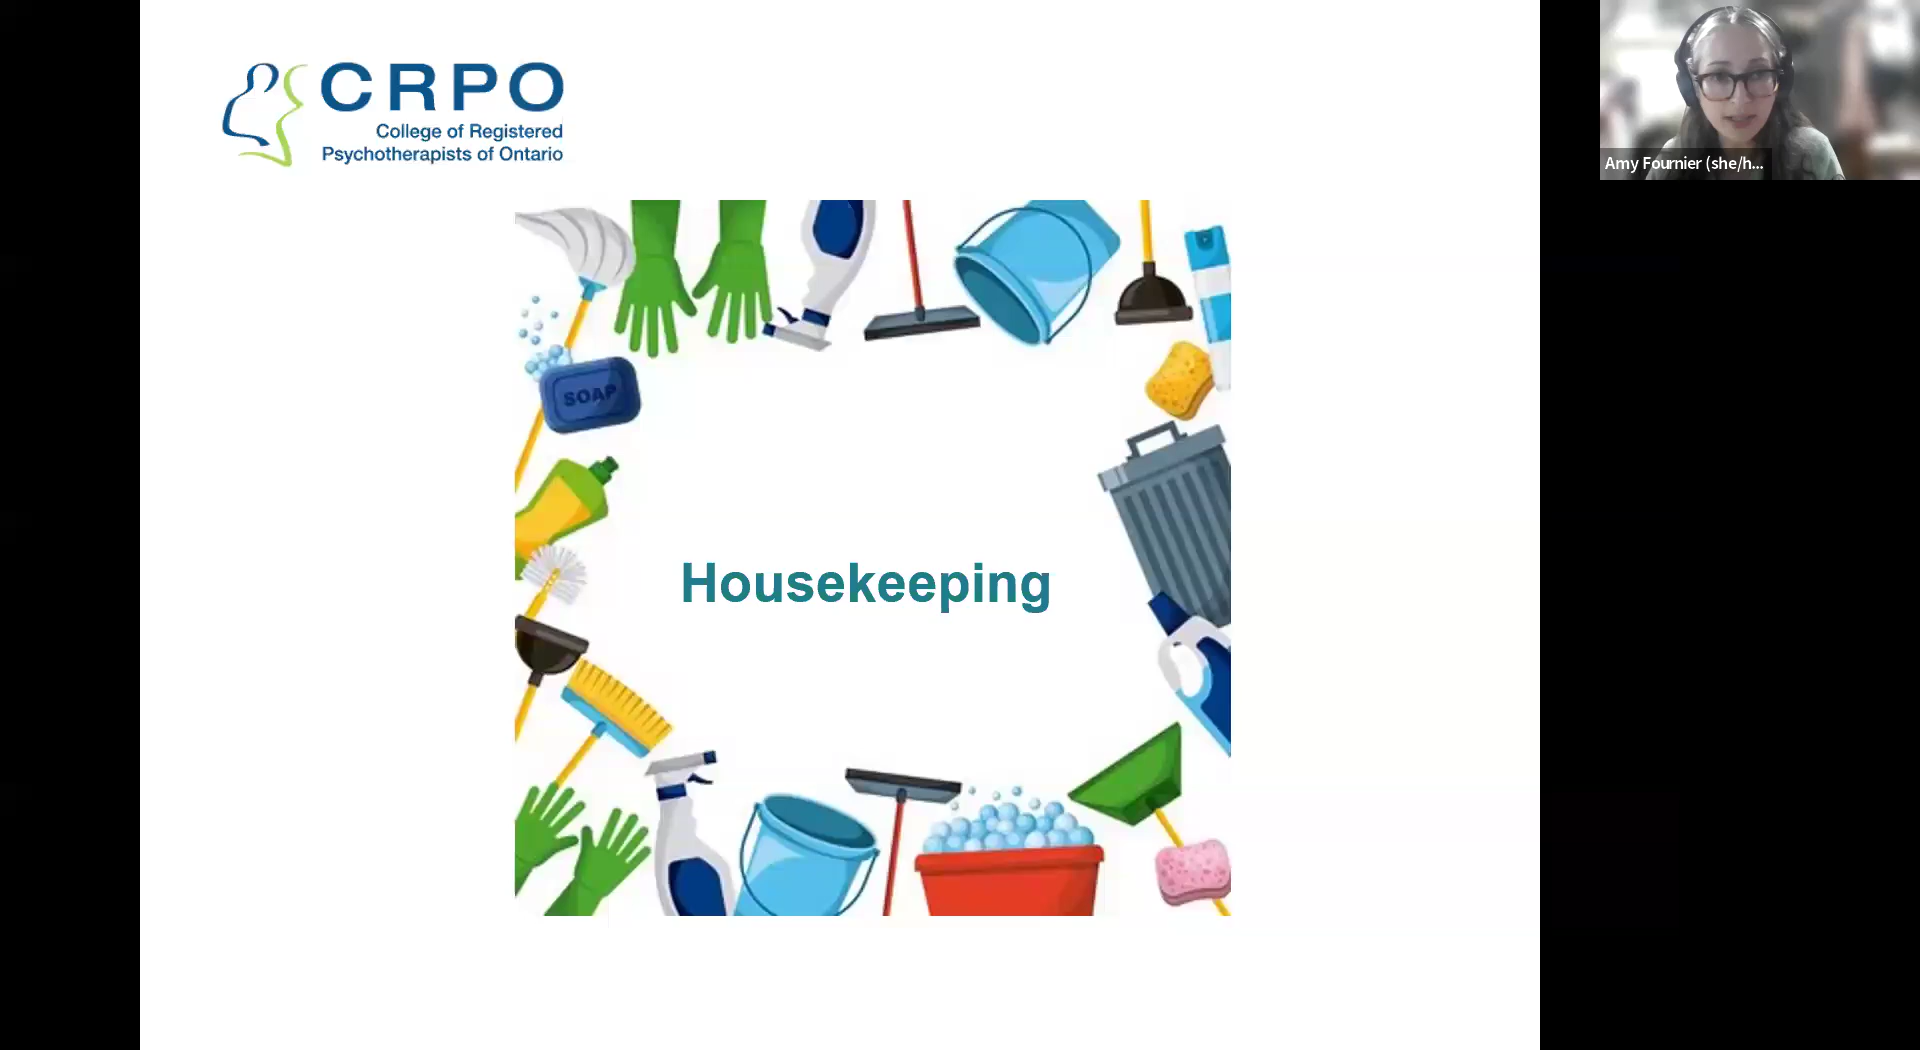 CRPO
College of Registered
Psychotherapists of Ontario
Amy Fournier (she/h...
SOAP
Housekeeping